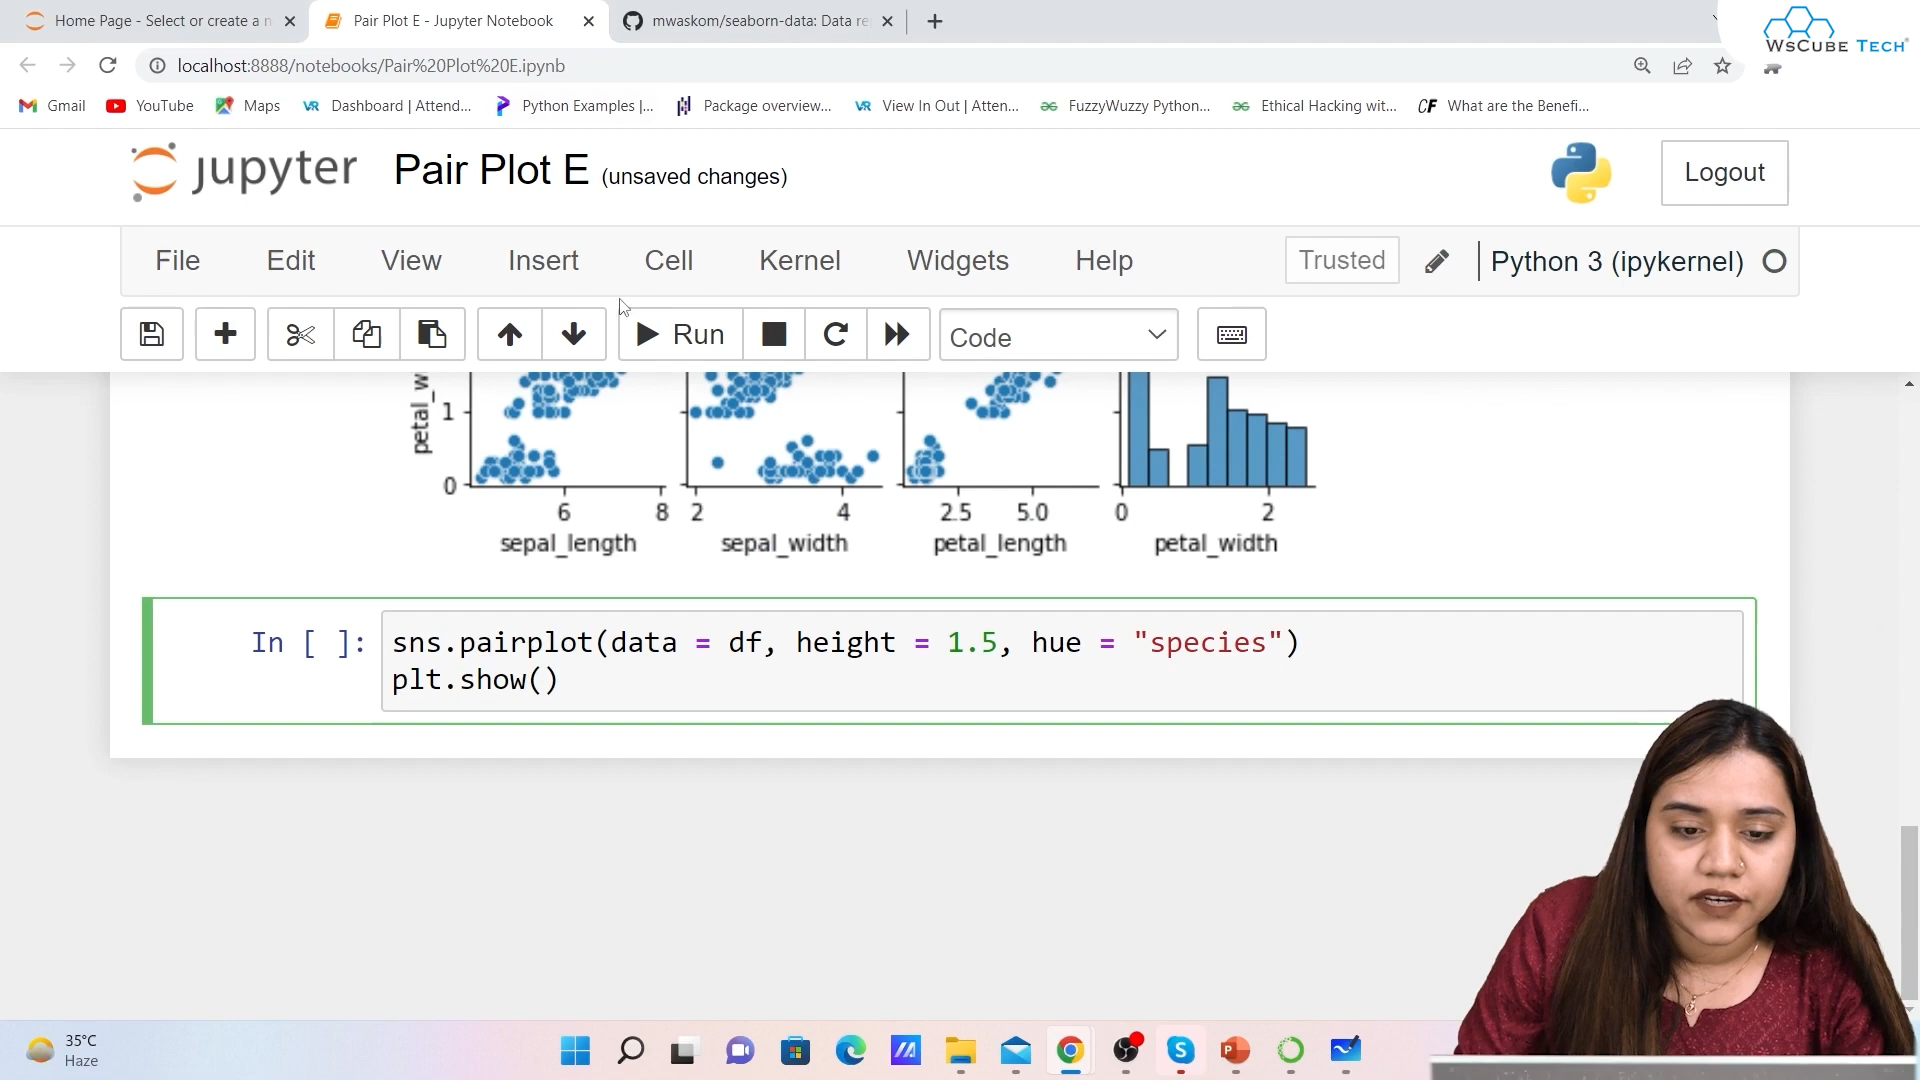 Home Page - Select or create a n
Pair Plot E - Jupyter Notebook
mwaskom/seaborn-data: Data re
WsCube Tech
localhost:8888/notebooks/Pair%20Plot%20E.ipynb
Gmail YouTube Maps Dashboard | Attend... Python Examples |... Package overview... View In Out | Atten... FuzzyWuzzy Python... Ethical Hacking wit... What are the Benefi...
jupyter Pair Plot E (unsaved changes) Logout
File Edit View Insert Cell Kernel Widgets Help Trusted Python 3 (ipykernel)
Run Code
petal_w
1
0
6 8 2 4 2.5 5.0 0 2
sepal_length sepal_width petal_length petal_width
In [ ]: sns.pairplot(data = df, height = 1.5, hue = "species")
plt.show()
35°C
Haze